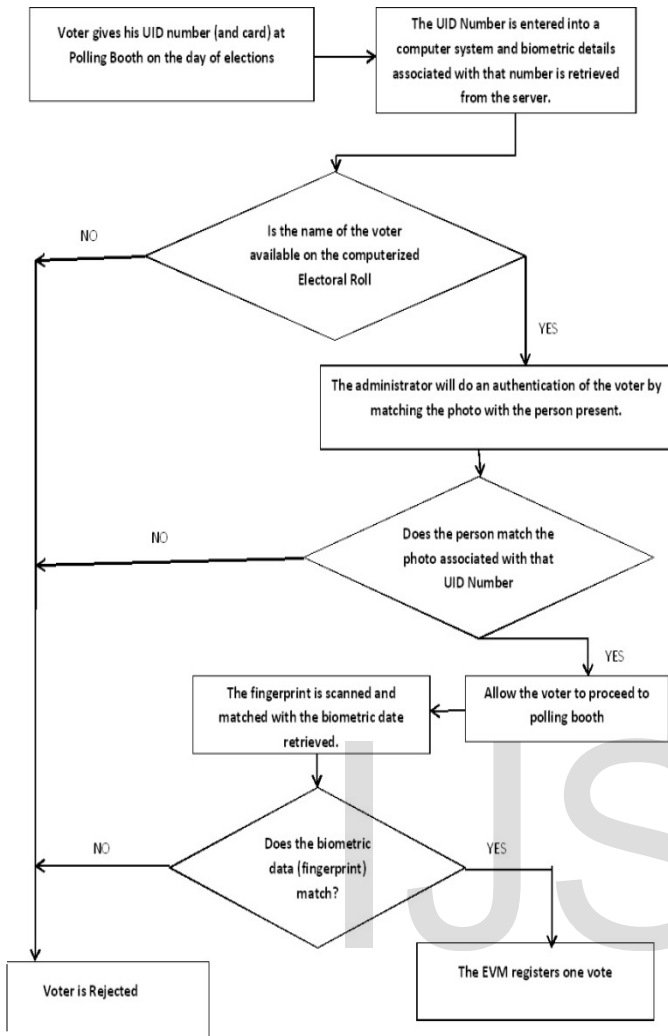 Voter gives his UID number (and card) at
Polling Booth on the day of elections
The UID Number is entered into a
computer system and biometric details
associated with that number is retrieved
from the server.
Is the name of the voter
available on the computerized
Electoral Roll
NO
YES
The administrator will do an authentication of the voter by
matching the photo with the person present.
Does the person match the
photo associated with that
UID Number
NO
YES
Allow the voter to proceed to
polling booth
The fingerprint is scanned and
matched with the biometric date
retrieved.
Does the biometric
data (fingerprint)
match?
NO
YES
Voter is Rejected
The EVM registers one vote
IJS